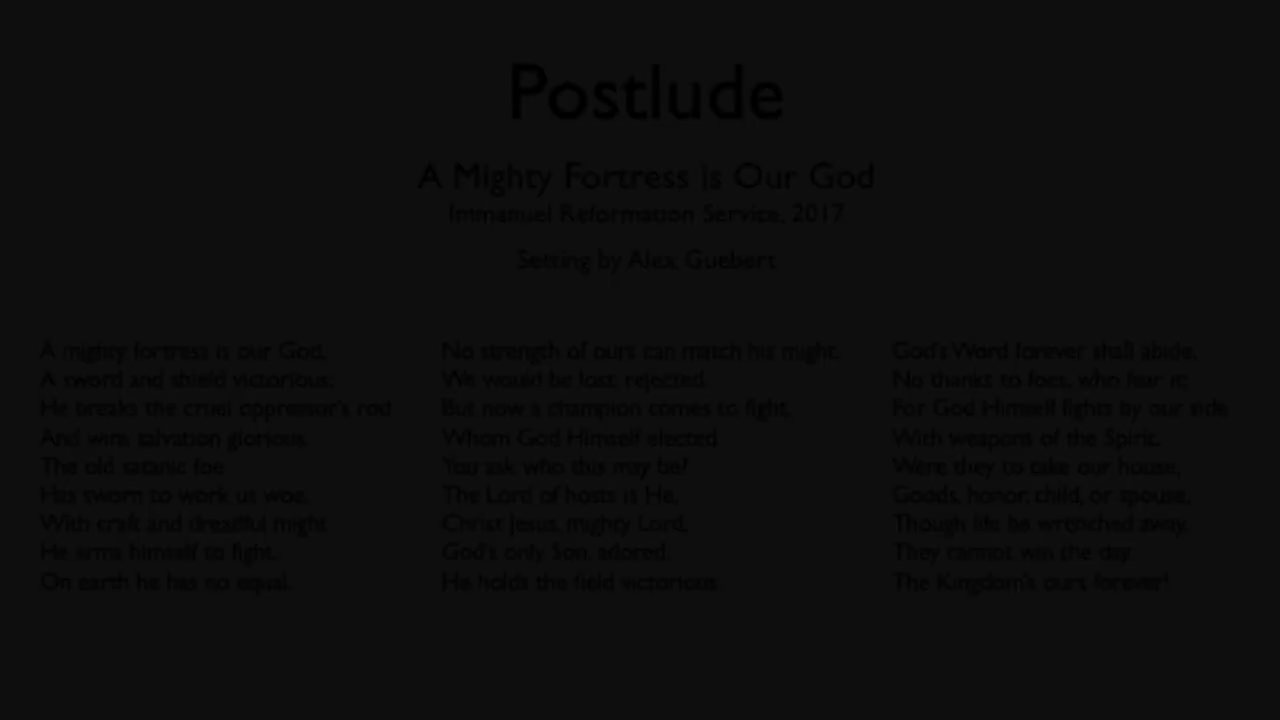 Postlude
A Mighty Fortress is Our God
Immanuel Reformation Service, 2017
Setting by Alex Guebert
A mighty fortress is our God,
A sword and shield victorious;
He breaks the cruel oppressor's rod
And wins salvation glorious.
The old satanic foe
Has sworn to work us woe.
With craft and dreadful might
He arms himself to fight.
On earth he has no equal.
No strength of ours can match his might.
We would be lost, rejected.
But now a champion comes to fight,
Whom God Himself elected.
You ask who this may be?
The Lord of hosts is He.
Christ Jesus, mighty Lord,
God's only Son, adored.
He holds the field victorious.
God's Word forever shall abide,
No thanks to foes, who fear it;
For God Himself fights by our side
With weapons of the Spirit.
Were they to take our house,
Goods, honor, child, or spouse,
Though life be wrenched away,
They cannot win the day.
The Kingdom's ours forever!